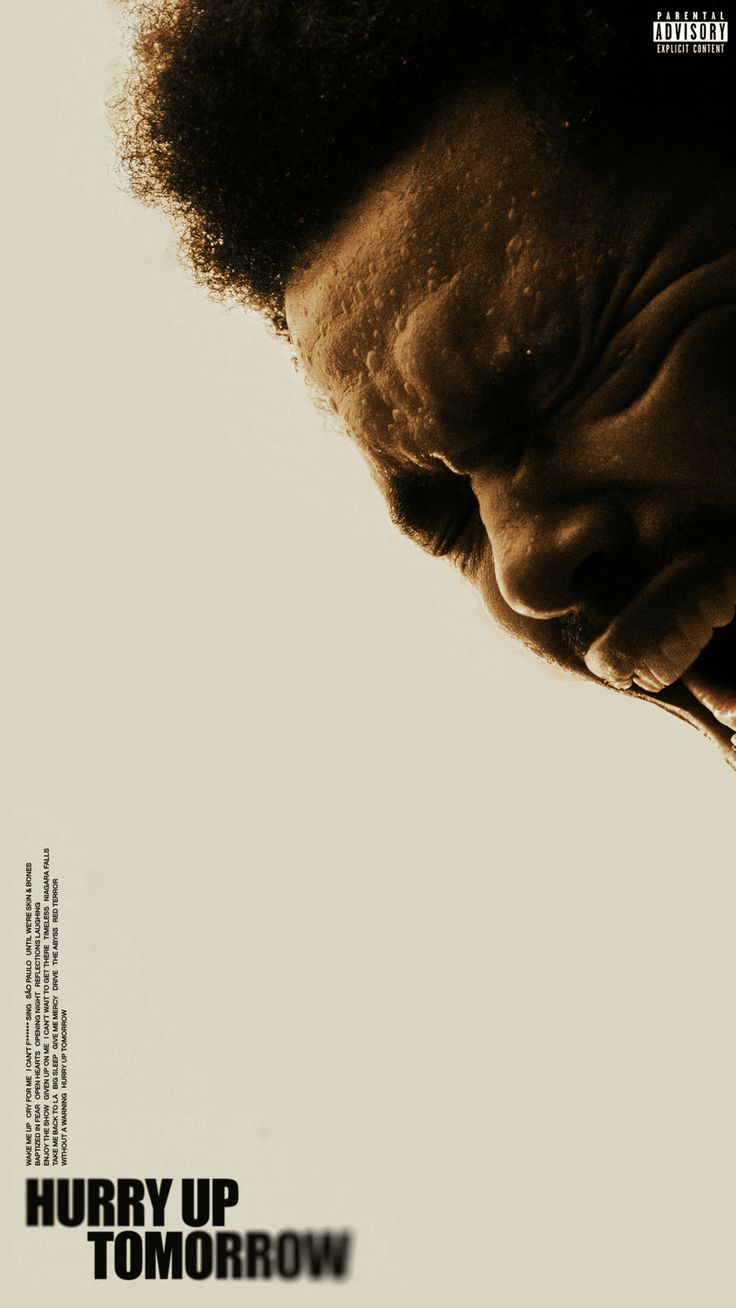 PARENTAL
ADVISORY
EXPLICIT CONTENT
WAKE ME UP CRY FOR ME I CAN'T F****** SING SÃO PAULO UNTIL WE'RE SKIN & BONES
BAPTIZED IN FEAR OPEN HEARTS OPENING NIGHT REFLECTIONS LAUGHING
ENJOY THE SHOW GIVEN UP ON ME I CAN'T WAIT TO GET THERE TIMELESS NIAGARA FALLS
TAKE ME BACK TO LA BIG SLEEP GIVE ME MERCY DRIVE THE ABYSS RED TERROR
WITHOUT A WARNING HURRY UP TOMORROW
HURRY UP
TOMORROW